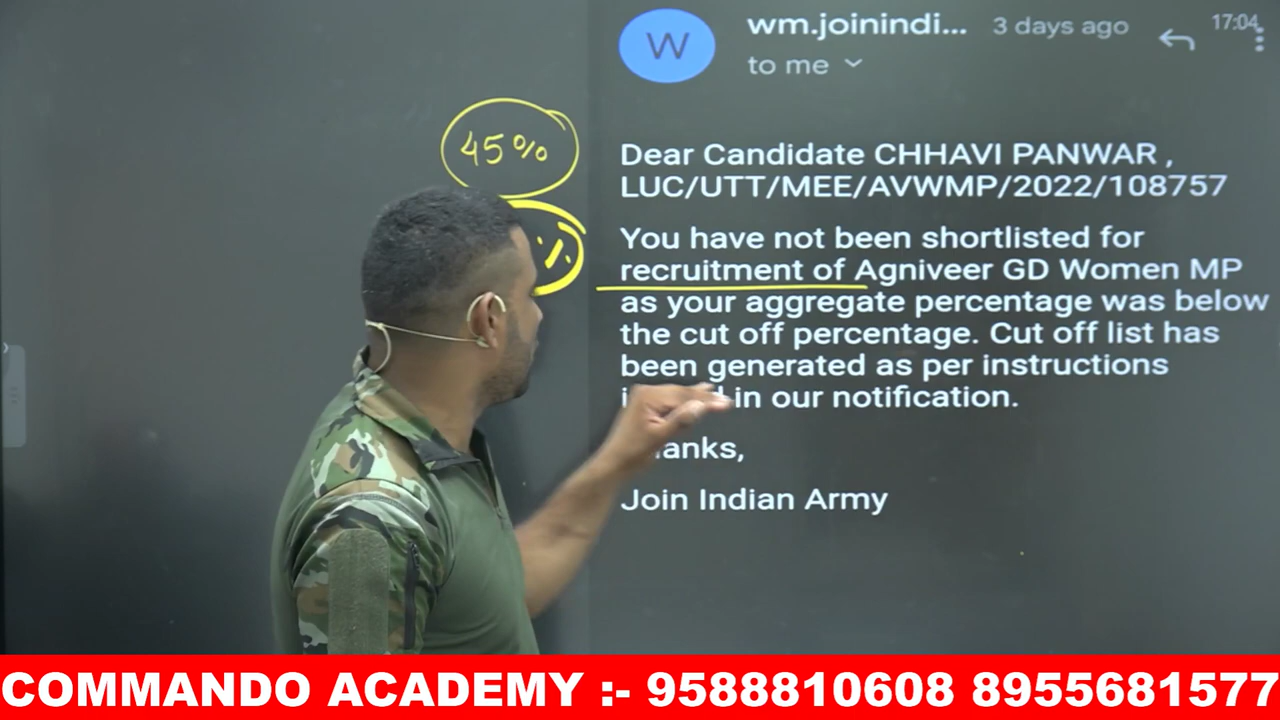 W
wm.joinindi... 3 days ago
17:04
to me
45%
%
Dear Candidate CHHAVI PANWAR ,
LUC/UTT/MEE/AVWMP/2022/108757
You have not been shortlisted for
recruitment of Agniveer GD Women MP
as your aggregate percentage was below
the cut off percentage. Cut off list has
been generated as per instructions
in our notification.
Join Indian Army
COMMANDO ACADEMY :- 9588810608 8955681577